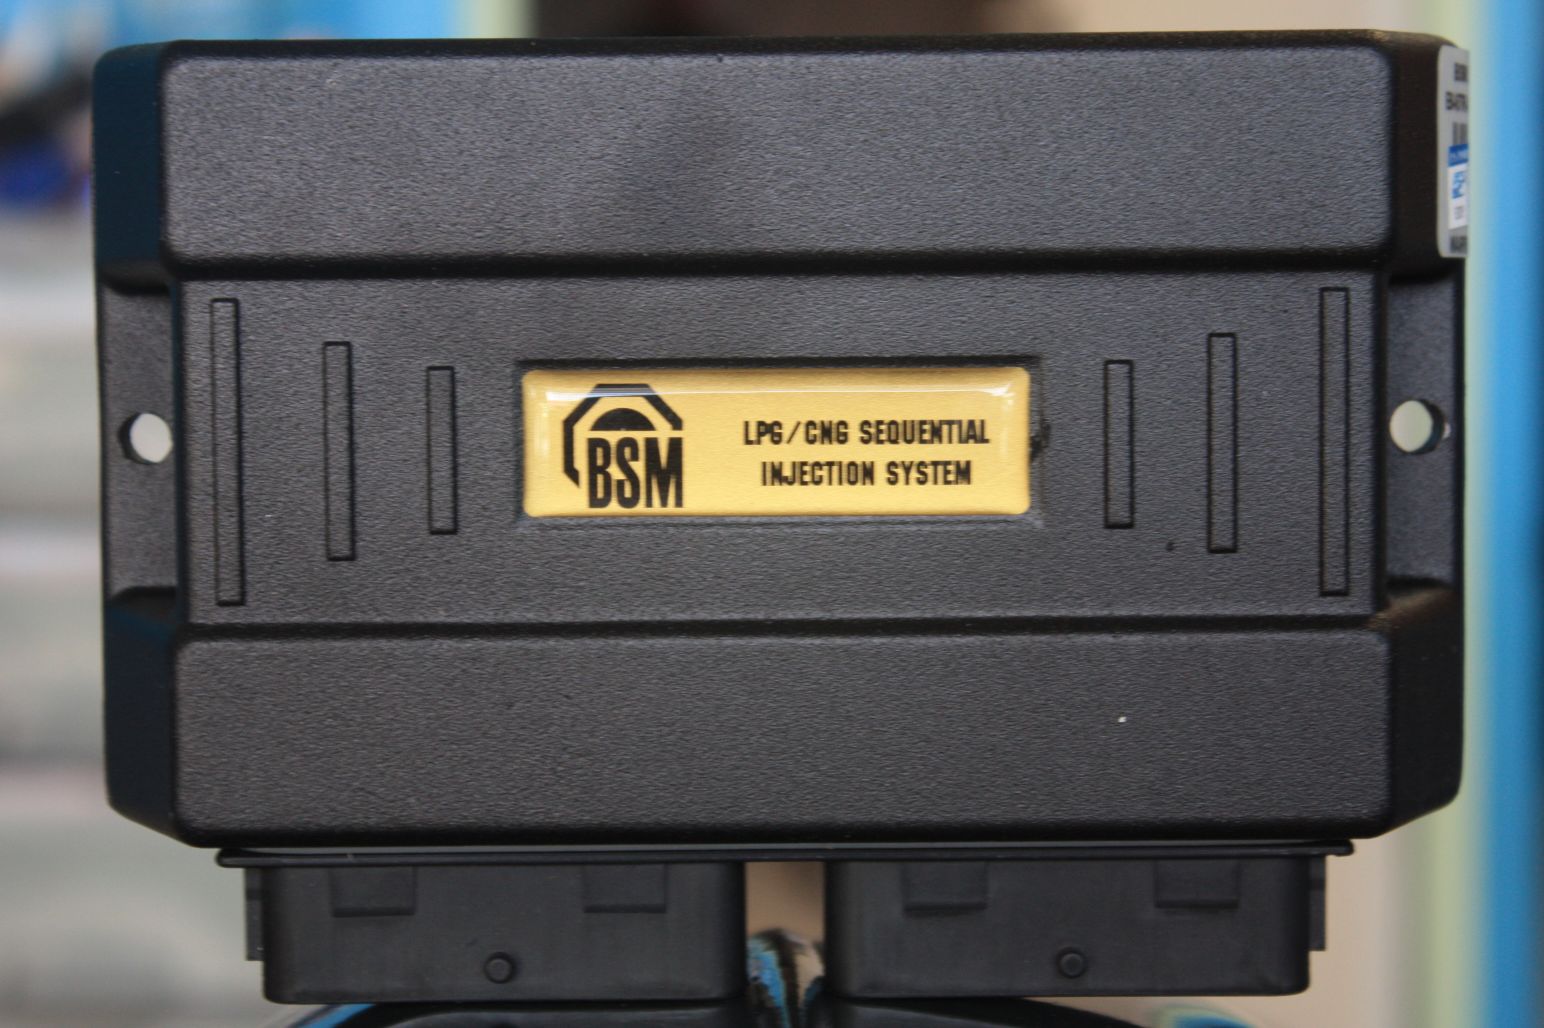 BSM
LPG/CNG SEQUENTIAL
INJECTION SYSTEM